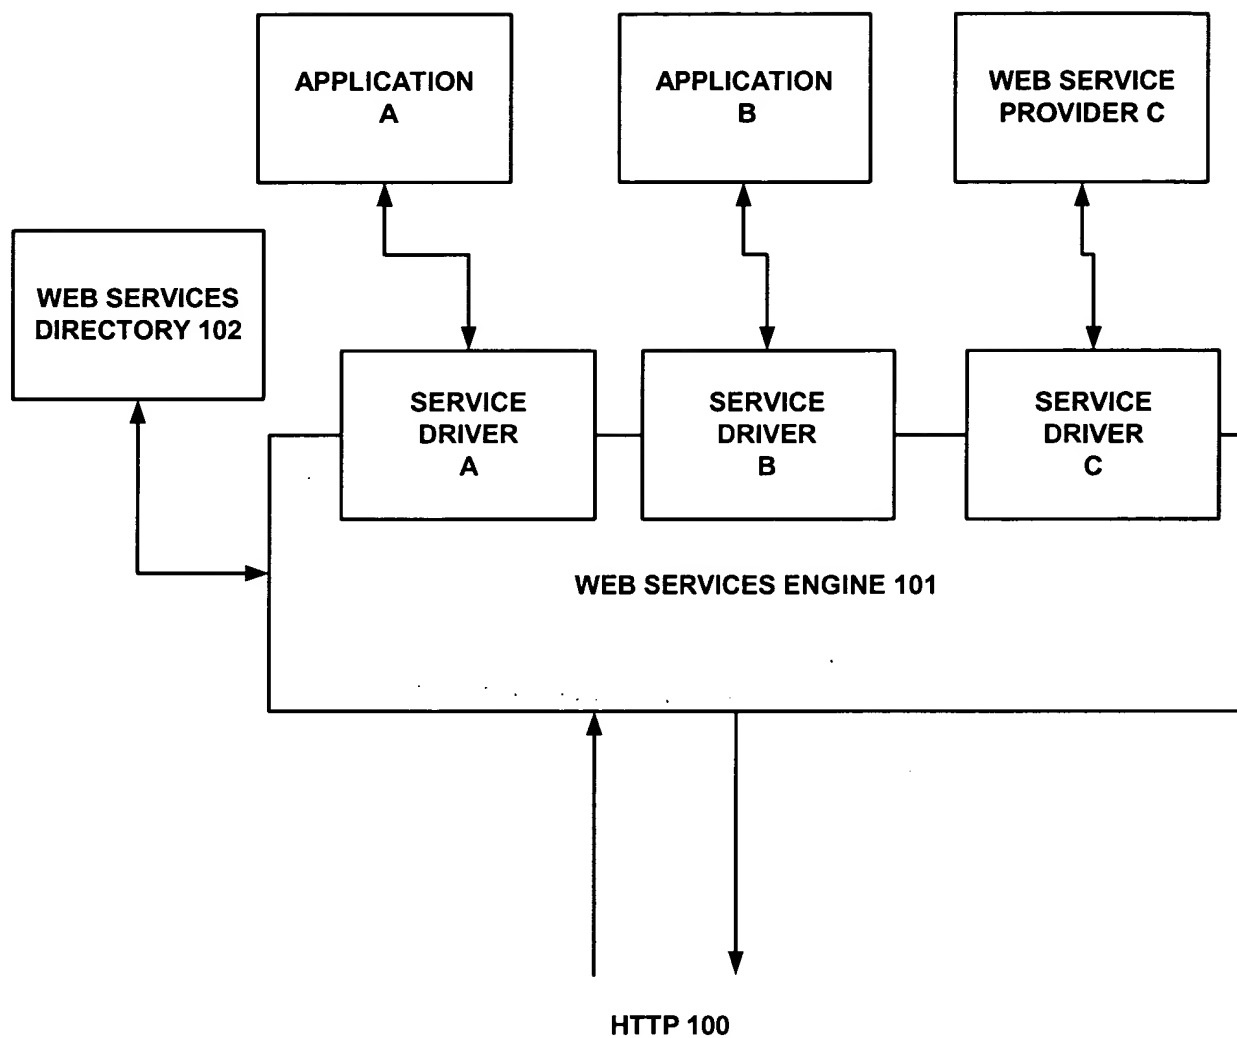 APPLICATION
A
APPLICATION
B
WEB SERVICE
PROVIDER C
WEB SERVICES
DIRECTORY 102
SERVICE
DRIVER
A
SERVICE
DRIVER
B
SERVICE
DRIVER
C
WEB SERVICES ENGINE 101
HTTP 100